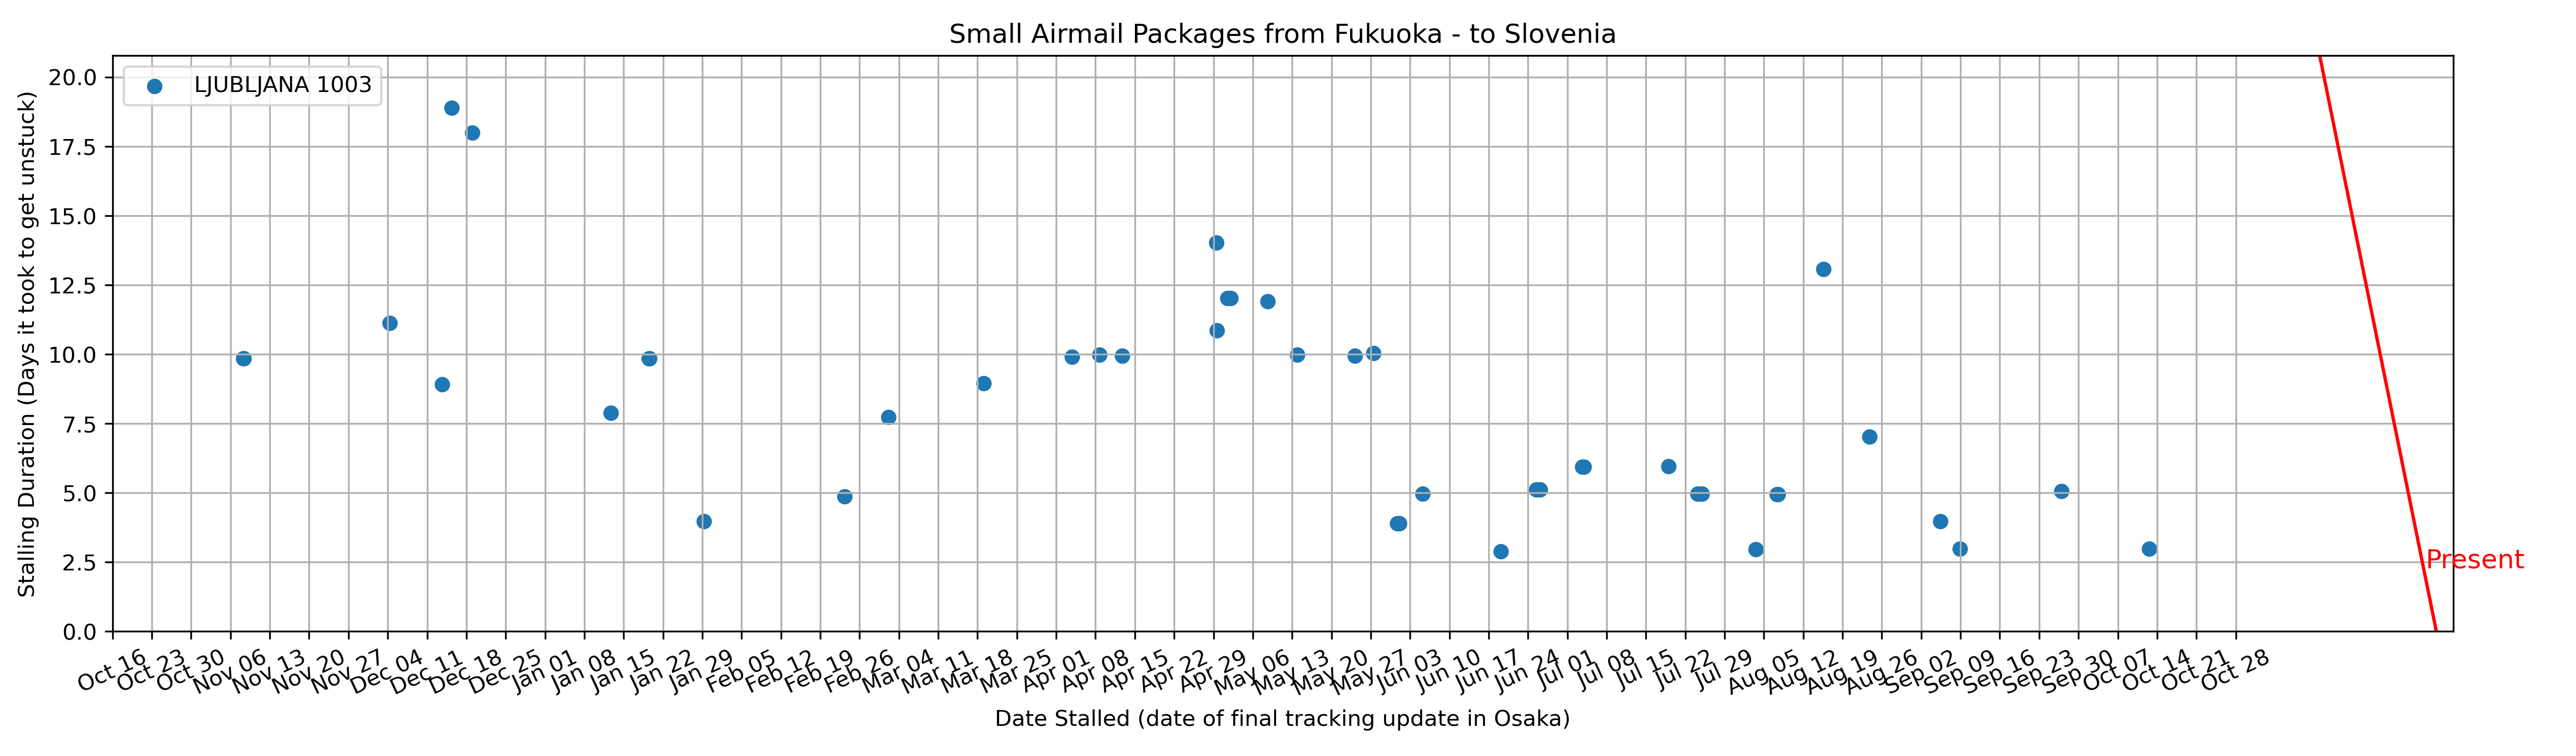 Small Airmail Packages from Fukuoka - to Slovenia
LJUBLJANA 1003
Stalling Duration (Days it took to get unstuck)
20.0
17.5
15.0
12.5
10.0
7.5
5.0
2.5
0.0
Present
Oct 16 Oct 23 Oct 30 Nov 06 Nov 13 Nov 20 Nov 27 Dec 04 Dec 11 Dec 18 Dec 25 Jan 01 Jan 08 Jan 15 Jan 22 Jan 29 Feb 05 Feb 12 Feb 19 Feb 26 Mar 04 Mar 11 Mar 18 Mar 25 Apr 01 Apr 08 Apr 15 Apr 22 Apr 29 May 06 May 13 May 20 May 27 Jun 03 Jun 10 Jun 17 Jun 24 Jul 01 Jul 08 Jul 15 Jul 22 Jul 29 Aug 05 Aug 12 Aug 19 Aug 26 Sep 02 Sep 09 Sep 16 Sep 23 Sep 30 Oct 07 Oct 14 Oct 21 Oct 28
Date Stalled (date of final tracking update in Osaka)